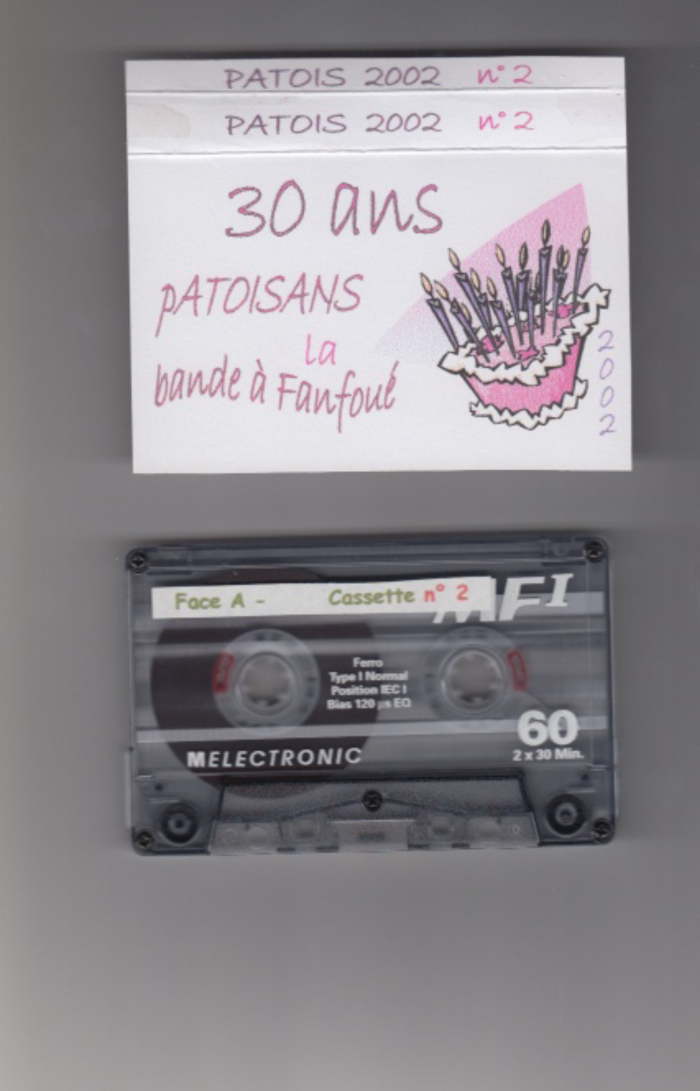 PATOIS 2002 n° 2
PATOIS 2002 n° 2
30 ans
pATOISANS
la
bande à Fanfoué
2002
Face A - Cassette n° 2
MFI
Ferro
Type I Normal
Position IEC I
Bias 120 µs EQ
60
2 x 30 Min.
MELECTRONIC